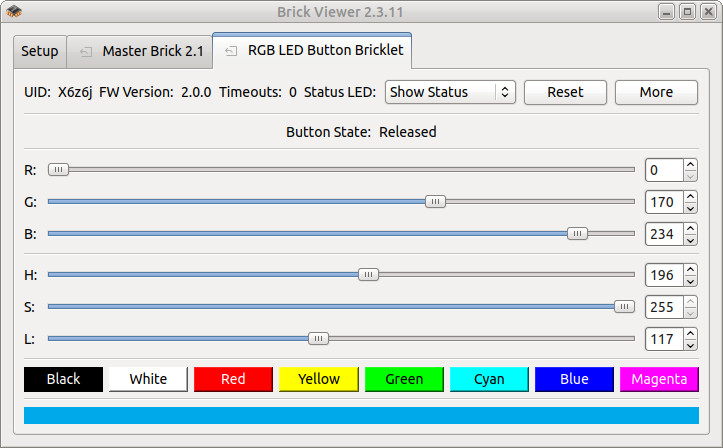 Brick Viewer 2.3.11
Setup Master Brick 2.1 RGB LED Button Bricklet
UID: X6z6j FW Version: 2.0.0 Timeouts: 0 Status LED: Show Status Reset More
Button State: Released
R: 0
G: 170
B: 234
H: 196
S: 255
L: 117
Black White Red Yellow Green Cyan Blue Magenta